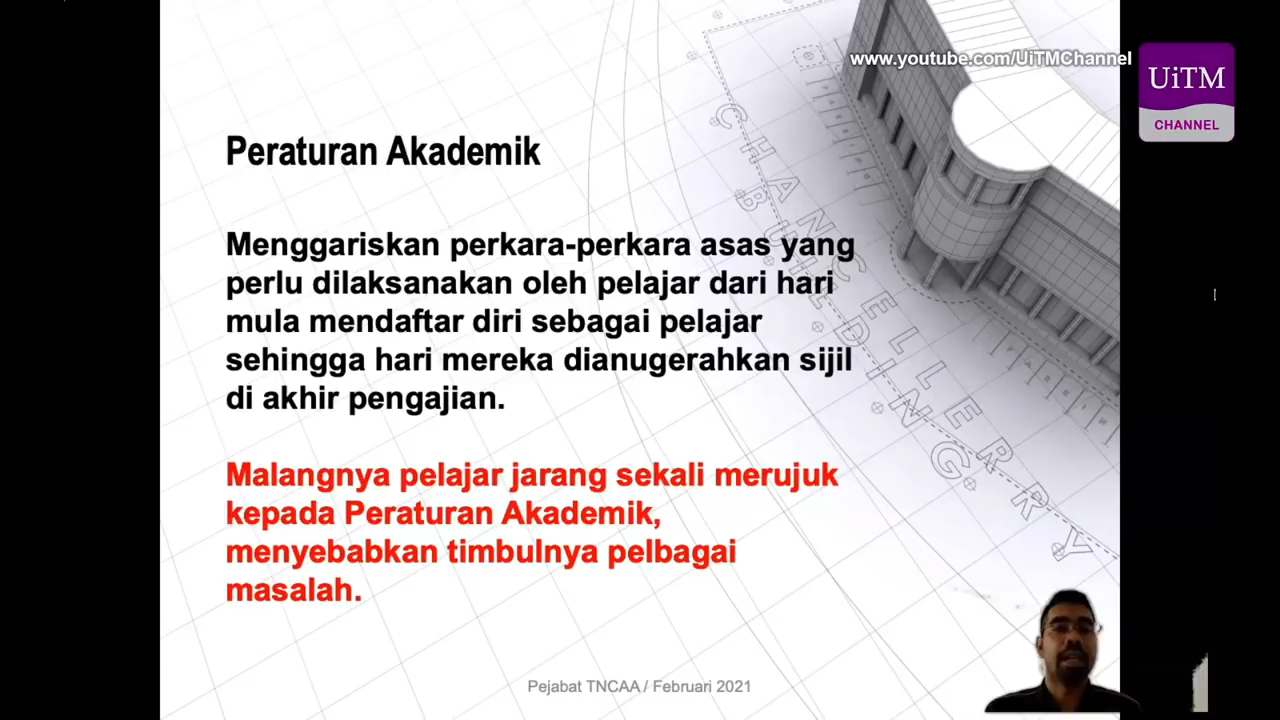 www.youtube.com/UiTMChannel
UiTM
CHANNEL
Peraturan Akademik
Menggariskan perkara-perkara asas yang
perlu dilaksanakan oleh pelajar dari hari
mula mendaftar diri sebagai pelajar
sehingga hari mereka dianugerahkan sijil
di akhir pengajian.
Malangnya pelajar jarang sekali merujuk
kepada Peraturan Akademik,
menyebabkan timbulnya pelbagai
masalah.
CHANCELLERRY
BUILDING
Pejabat TNCAA / Februari 2021